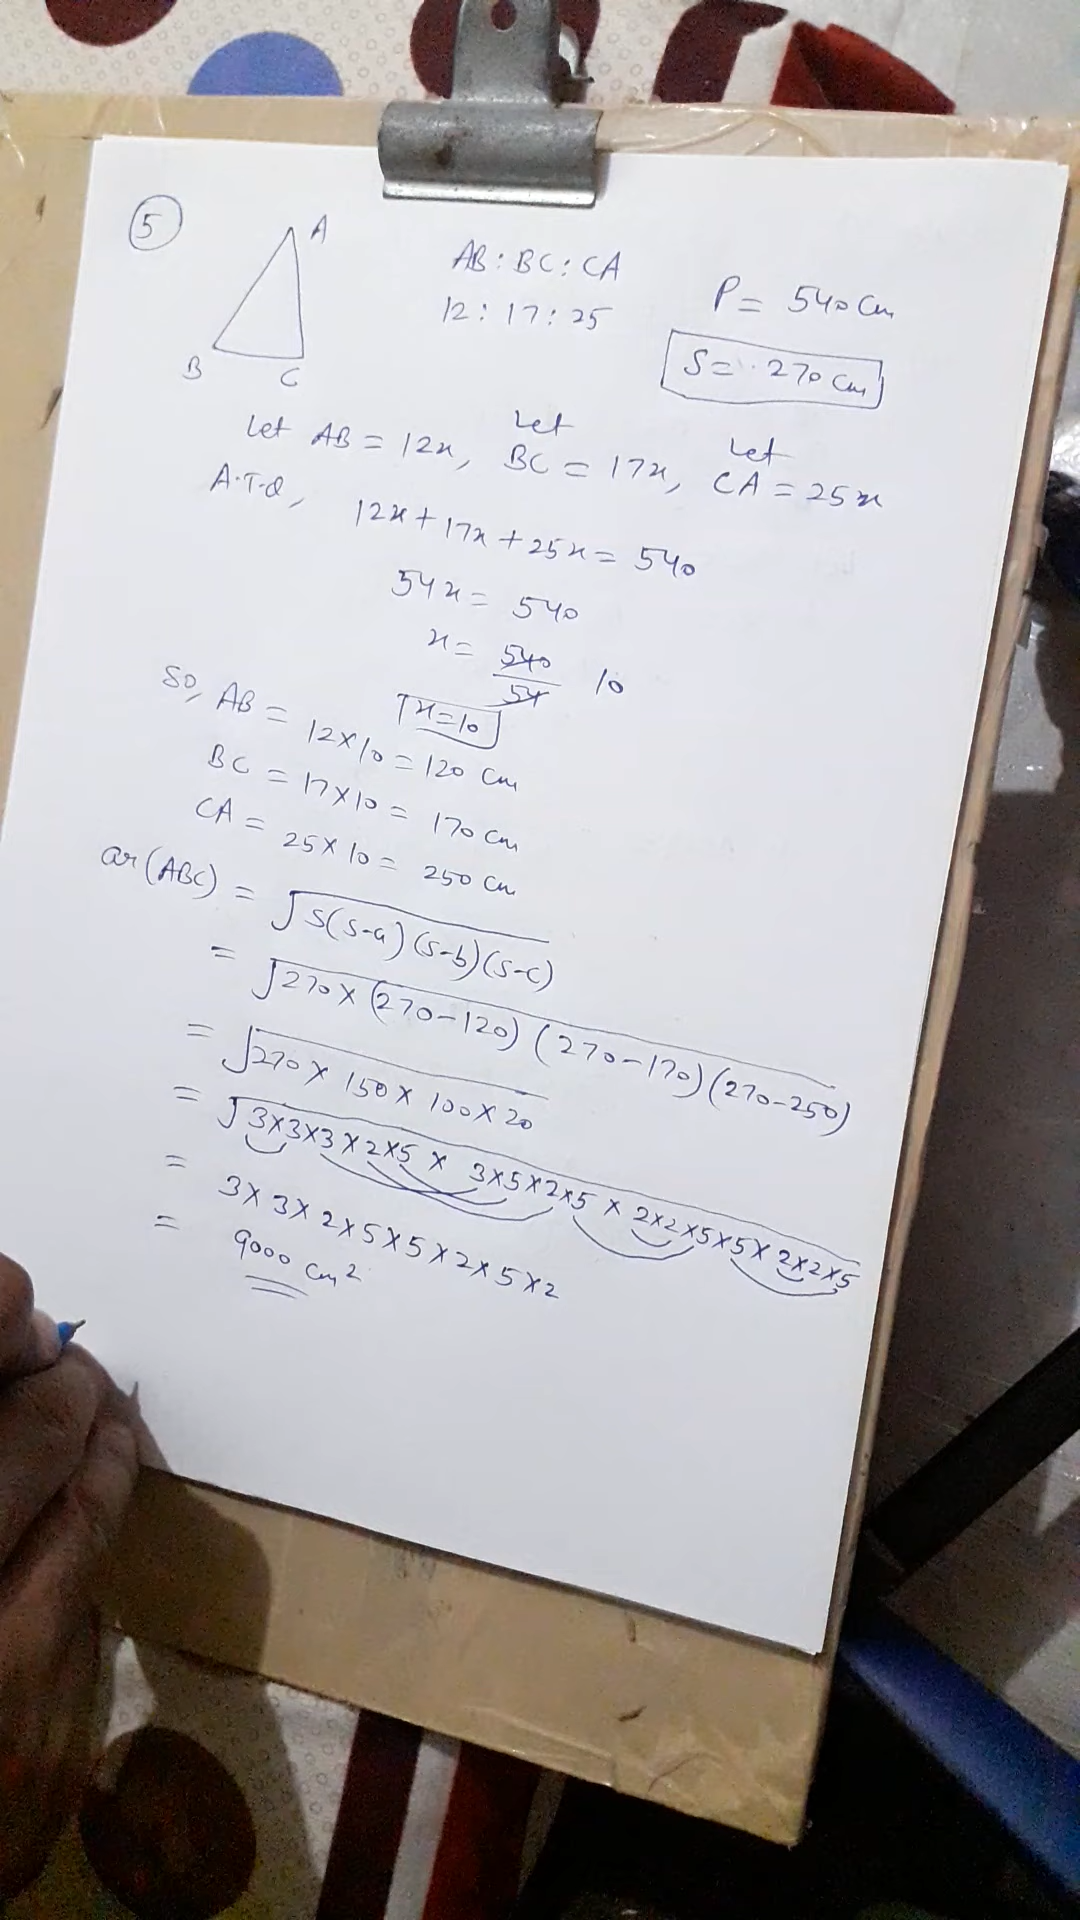 5
A
B
C
AB : BC : CA
12 : 17 : 25
P = 540 cm
S = 270 cm
Let AB = 12x, Let BC = 17x, Let CA = 25x
A.T.Q, 12x + 17x + 25x = 540
54x = 540
x = 540/54 10
x = 10
So, AB = 12 × 10 = 120 cm
BC = 17 × 10 = 170 cm
CA = 25 × 10 = 250 cm
ar (ABC) = √S(S-a)(S-b)(S-c)
= √270 × (270-120) (270-170) (270-250)
= √270 × 150 × 100 × 20
= √3×3×3×2×5 × 3×5×2×5 × 2×2×5×5× 2×2×5
= 3×3×2×5×5×2×5×2
= 9000 cm²